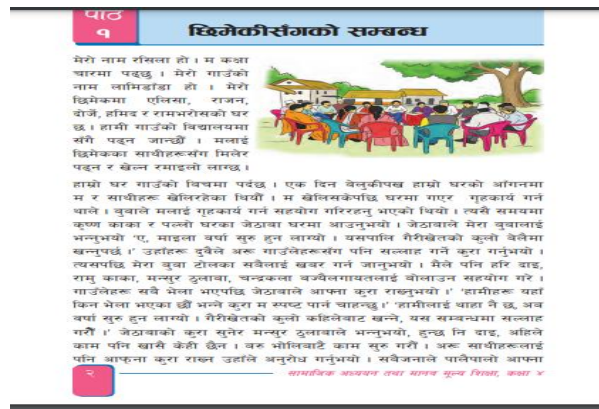 पाठ
१
छिमेकीसँगको सम्बन्ध
मेरो नाम रसिला हो । म कक्षा
चारमा पढ्छु । मेरो गाउँको
नाम लामिडाँडा हो । मेरो
छिमेकमा एलिसा, राजन,
दोर्जे, हमिद र रामभरोसको घर
छ । हामी गाउँको विद्यालयमा
सँगै पढ्न जान्छौँ । मलाई
छिमेकका साथीहरूसँग मिलेर
पढ्न र खेल्न रमाइलो लाग्छ ।
हाम्रो घर गाउँको बिचमा पर्दछ । एक दिन बेलुकीपख हाम्रो घरको आँगनमा
म र साथीहरू खेलिरहेका थियौँ । म खेलिसकेपछि घरमा गएर गृहकार्य गर्न
थालेँ । बुवाले मलाई गृहकार्य गर्न सहयोग गरिरहनु भएको थियो । त्यसै समयमा
कृष्ण काका र पल्लो घरका जेठाबा घरमा आउनुभयो । जेठाबाले मेरा बुबालाई
भन्नुभयो 'ए, माइला वर्षा सुरु हुन लाग्यो । यसपालि गैरीखेतको कुलो बेलैमा
खन्नुपर्छ ।' उहाँहरू दुवैले अरू गाउँलेहरूसँग पनि सल्लाह गर्ने कुरा गर्नुभयो ।
त्यसपछि मेरा बुबा टोलका सबैलाई खबर गर्न जानुभयो । मैले पनि हरि दाइ,
रामु काका, मन्सुर ठुलाबा, चन्द्रकला बज्यैलगायतलाई बोलाउन सहयोग गरेँ ।
गाउँलेहरू सबै भेला भएपछि जेठाबाले आफ्ना कुरा राख्नुभयो ।' 'हामीहरू यहाँ
किन भेला भएका छौँ भन्ने कुरा म स्पष्ट पार्न चाहन्छु ।' 'हामीलाई थाहा नै छ, अब
वर्षा सुरु हुन लाग्यो । गैरीखेतको कुलो कहिलेबाट खन्ने, यस सम्बन्धमा सल्लाह
गरौँ ।' जेठाबाको कुरा सुनेर मन्सुर ठुलाबाले भन्नुभयो, हुन्छ नि दाइ, अहिले
काम पनि खासै केही छैन । बरु भोलिबाटै काम सुरु गरौँ । अरू साथीहरूलाई
पनि आफ्ना कुरा राख्न उहाँले अनुरोध गर्नुभयो । सबैजनाले पालैपालो आफ्ना
२
सामाजिक अध्ययन तथा मानव मूल्य शिक्षा, कक्षा ४